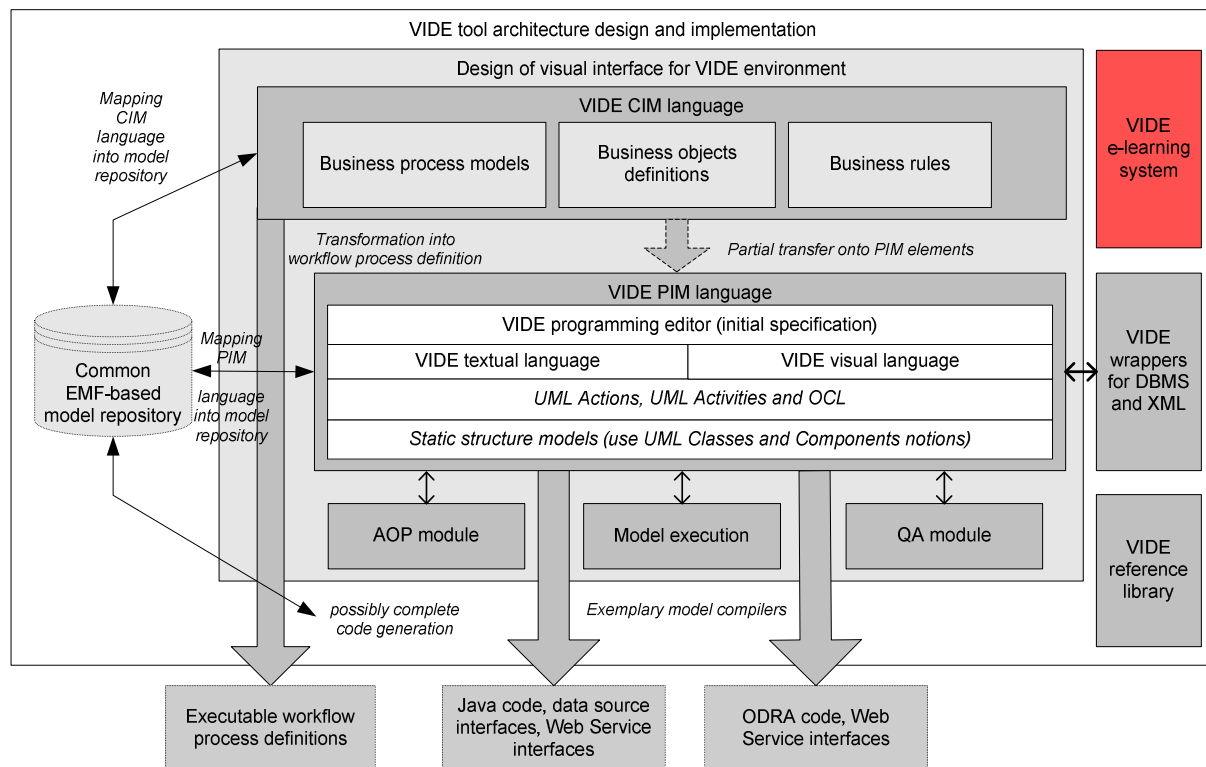 VIDE tool architecture design and implementation
Design of visual interface for VIDE environment
VIDE CIM language
Business process models
Business objects
definitions
Business rules
Mapping
CIM
language
into model
repository
VIDE
e-learning
system
Transformation into
workflow process definition
Partial transfer onto PIM elements
VIDE PIM language
VIDE programming editor (initial specification)
VIDE textual language
VIDE visual language
UML Actions, UML Activities and OCL
Static structure models (use UML Classes and Components notions)
Common
EMF-based
model repository
Mapping
PIM
language
into model
repository
VIDE
wrappers
for DBMS
and XML
AOP module
Model execution
QA module
VIDE
reference
library
possibly complete
code generation
Exemplary model compilers
Executable workflow
process definitions
Java code, data source
interfaces, Web Service
interfaces
ODRA code, Web
Service interfaces